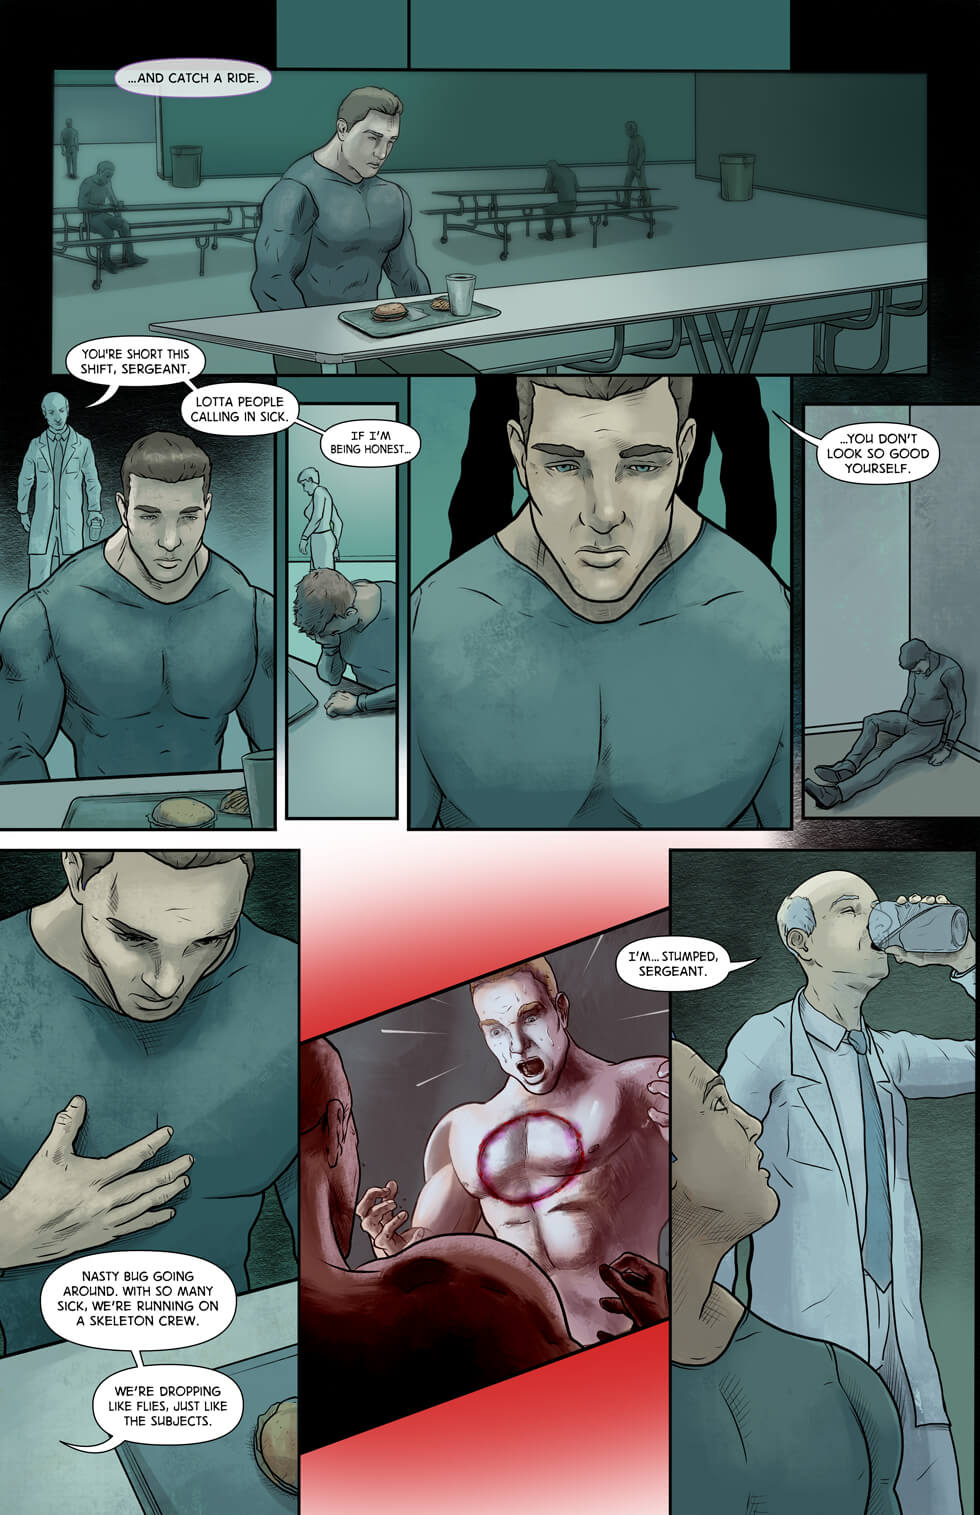 ...AND CATCH A RIDE.
YOU'RE SHORT THIS
SHIFT, SERGEANT.
LOTTA PEOPLE
CALLING IN SICK.
IF I'M
BEING HONEST...
...YOU DON'T
LOOK SO GOOD
YOURSELF.
I'M... STUMPED,
SERGEANT.
NASTY BUG GOING
AROUND. WITH SO MANY
SICK, WE'RE RUNNING ON
A SKELETON CREW.
WE'RE DROPPING
LIKE FLIES, JUST LIKE
THE SUBJECTS.